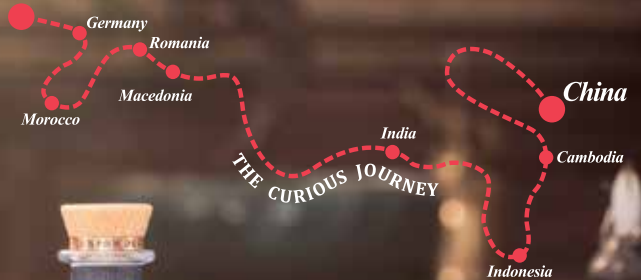 Germany
Romania
Macedonia
Morocco
China
India
Cambodia
THE CURIOUS JOURNEY
Indonesia